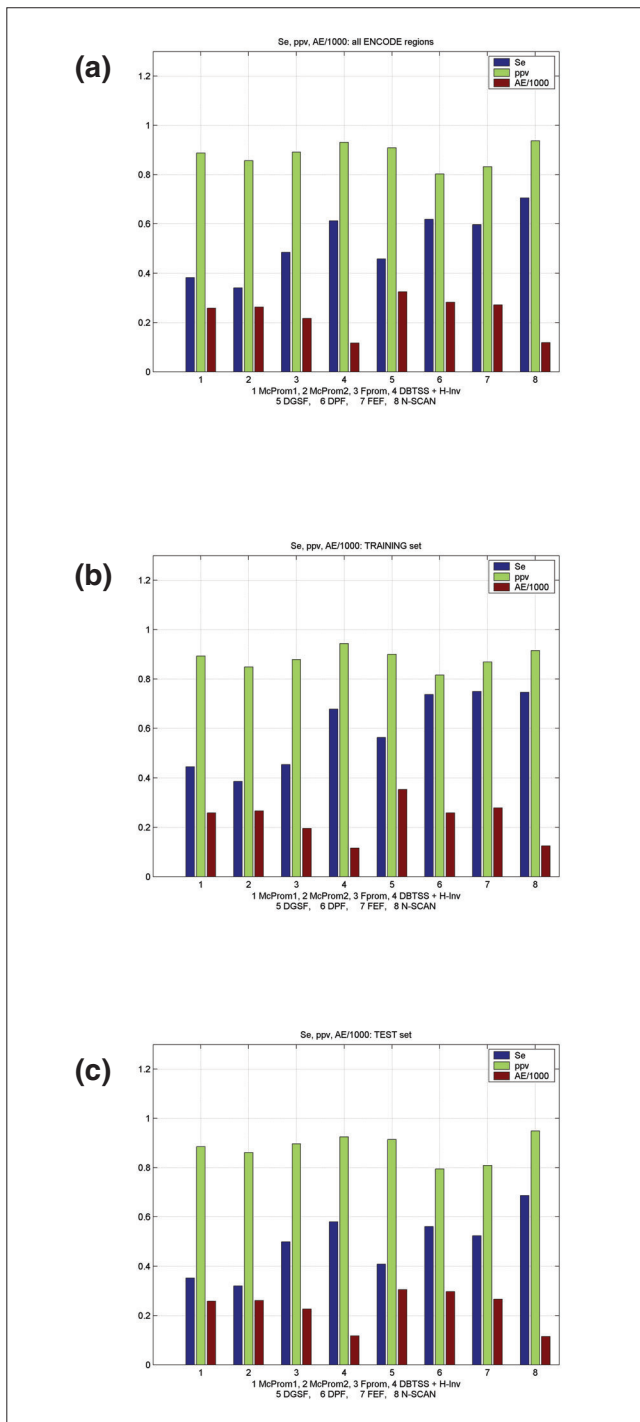 (a)
Se, ppv, AE/1000: all ENCODE regions
Se
ppv
AE/1000
1.2
1
0.8
0.6
0.4
0.2
0
1 2 3 4 5 6 7 8
1 McProm1, 2 McProm2, 3 Fprom, 4 DBTSS + H-Inv
5 DGSF, 6 DPF, 7 FEF, 8 N-SCAN
(b)
Se, ppv, AE/1000: TRAINING set
Se
ppv
AE/1000
1.2
1
0.8
0.6
0.4
0.2
0
1 2 3 4 5 6 7 8
1 McProm1, 2 McProm2, 3 Fprom, 4 DBTSS + H-Inv
5 DGSF, 6 DPF, 7 FEF, 8 N-SCAN
(c)
Se, ppv, AE/1000: TEST set
Se
ppv
AE/1000
1.2
1
0.8
0.6
0.4
0.2
0
1 2 3 4 5 6 7 8
1 McProm1, 2 McProm2, 3 Fprom, 4 DBTSS + H-Inv
5 DGSF, 6 DPF, 7 FEF, 8 N-SCAN